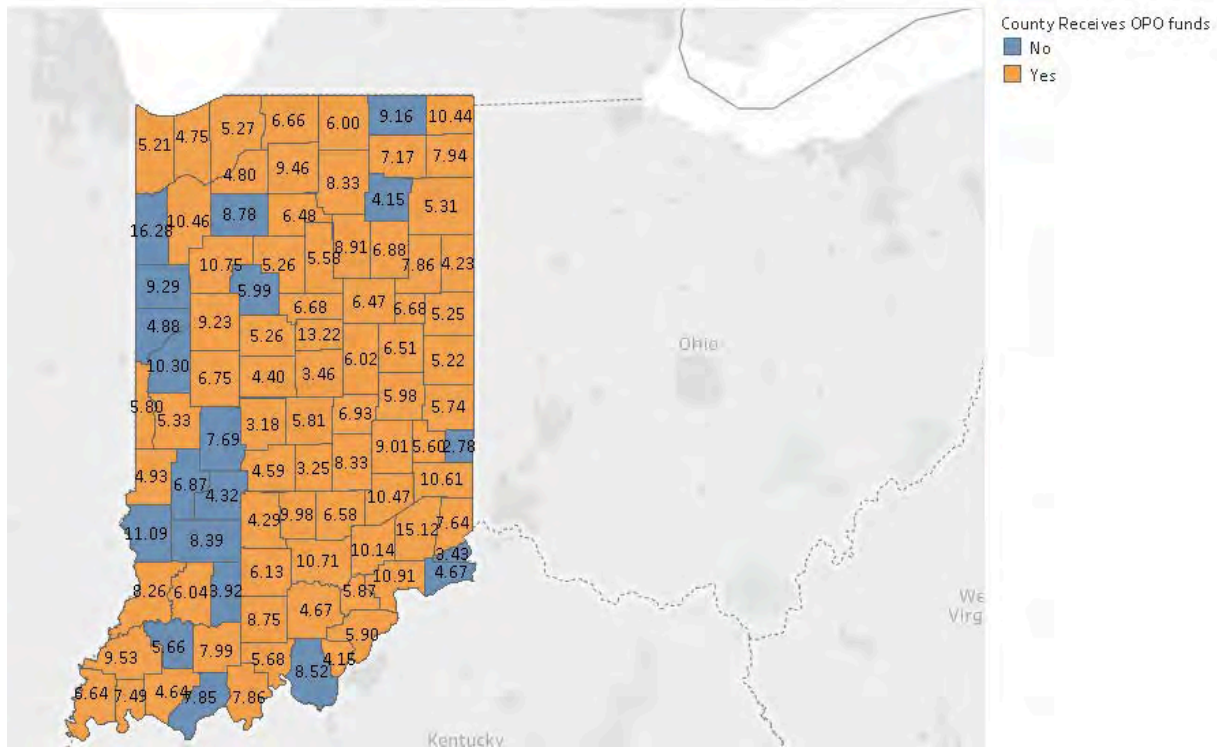 County Receives OPO funds
No
Yes
5.21 4.75 5.27 6.66 6.00 9.16 10.44
4.80 9.46 8.33 7.17 7.94
16.28 10.46 8.78 6.48 4.15 5.31
10.75 5.26 5.58 8.91 6.88 7.86 4.23
9.29 5.99
4.88 9.23 6.68 6.47 6.68 5.25
5.26 13.22 6.02 6.51 5.22
10.30 6.75 4.40 3.46
5.80 5.33 5.98 5.74
7.69 3.18 5.81 6.93
4.93 6.87 4.32 4.59 3.25 8.33 9.01 5.60 2.78
10.61
11.09 8.39 4.29 9.98 6.58 10.47
15.12 7.64
6.13 10.71 10.14 3.43
8.26 6.04 3.92 10.91 4.67
8.75 4.67 5.87
9.53 5.66 7.99 5.68 5.90
8.52 4.15
6.64 7.49 4.64 7.85 7.86
Ohio
We
Virg
Kentucky